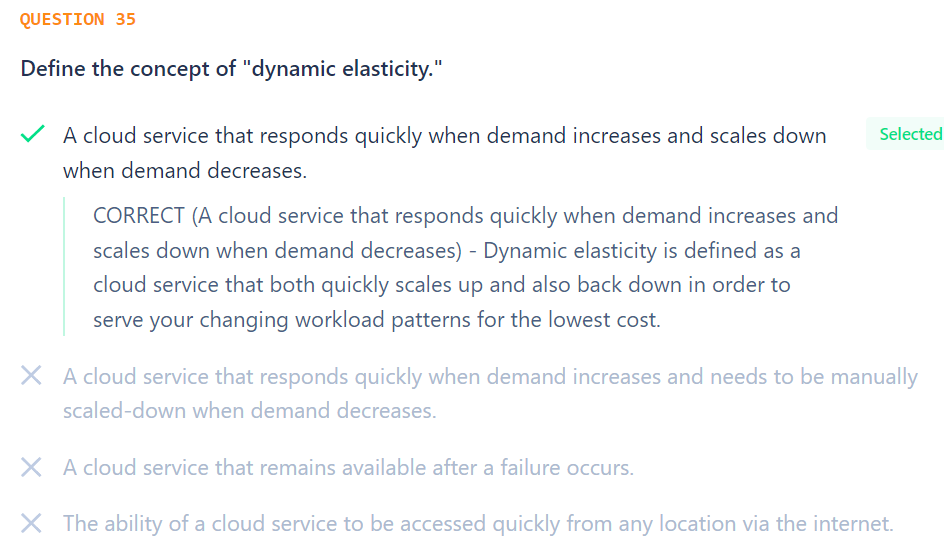 QUESTION 35
Define the concept of "dynamic elasticity."
A cloud service that responds quickly when demand increases and scales down
when demand decreases.
Selected
CORRECT (A cloud service that responds quickly when demand increases and
scales down when demand decreases) - Dynamic elasticity is defined as a
cloud service that both quickly scales up and also back down in order to
serve your changing workload patterns for the lowest cost.
A cloud service that responds quickly when demand increases and needs to be manually
scaled-down when demand decreases.
A cloud service that remains available after a failure occurs.
The ability of a cloud service to be accessed quickly from any location via the internet.